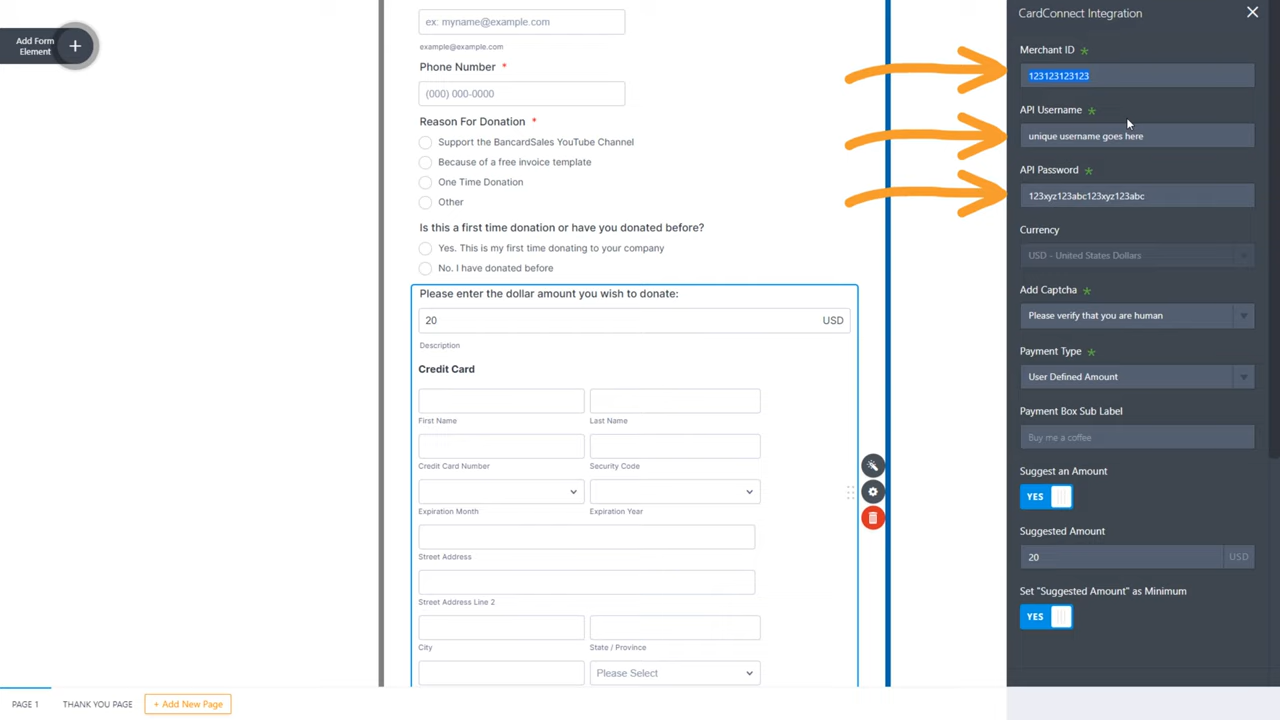 Add Form
Element
ex: myname@example.com
example@example.com
Phone Number *
(000) 000-0000
Reason For Donation *
Support the BancardSales YouTube Channel
Because of a free invoice template
One Time Donation
Other
Is this a first time donation or have you donated before?
Yes. This is my first time donating to your company
No. I have donated before
Please enter the dollar amount you wish to donate:
20 USD
Description
Credit Card
First Name Last Name
Credit Card Number Security Code
Expiration Month Expiration Year
Street Address
Street Address Line 2
City State / Province
Please Select
PAGE 1 THANK YOU PAGE + Add New Page
CardConnect Integration
Merchant ID *
123123123123
API Username *
unique username goes here
API Password *
123xyz123abc123xyz123abc
Currency
USD - United States Dollars
Add Captcha *
Please verify that you are human
Payment Type *
User Defined Amount
Payment Box Sub Label
Buy me a coffee
Suggest an Amount
YES
Suggested Amount
20 USD
Set "Suggested Amount" as Minimum
YES